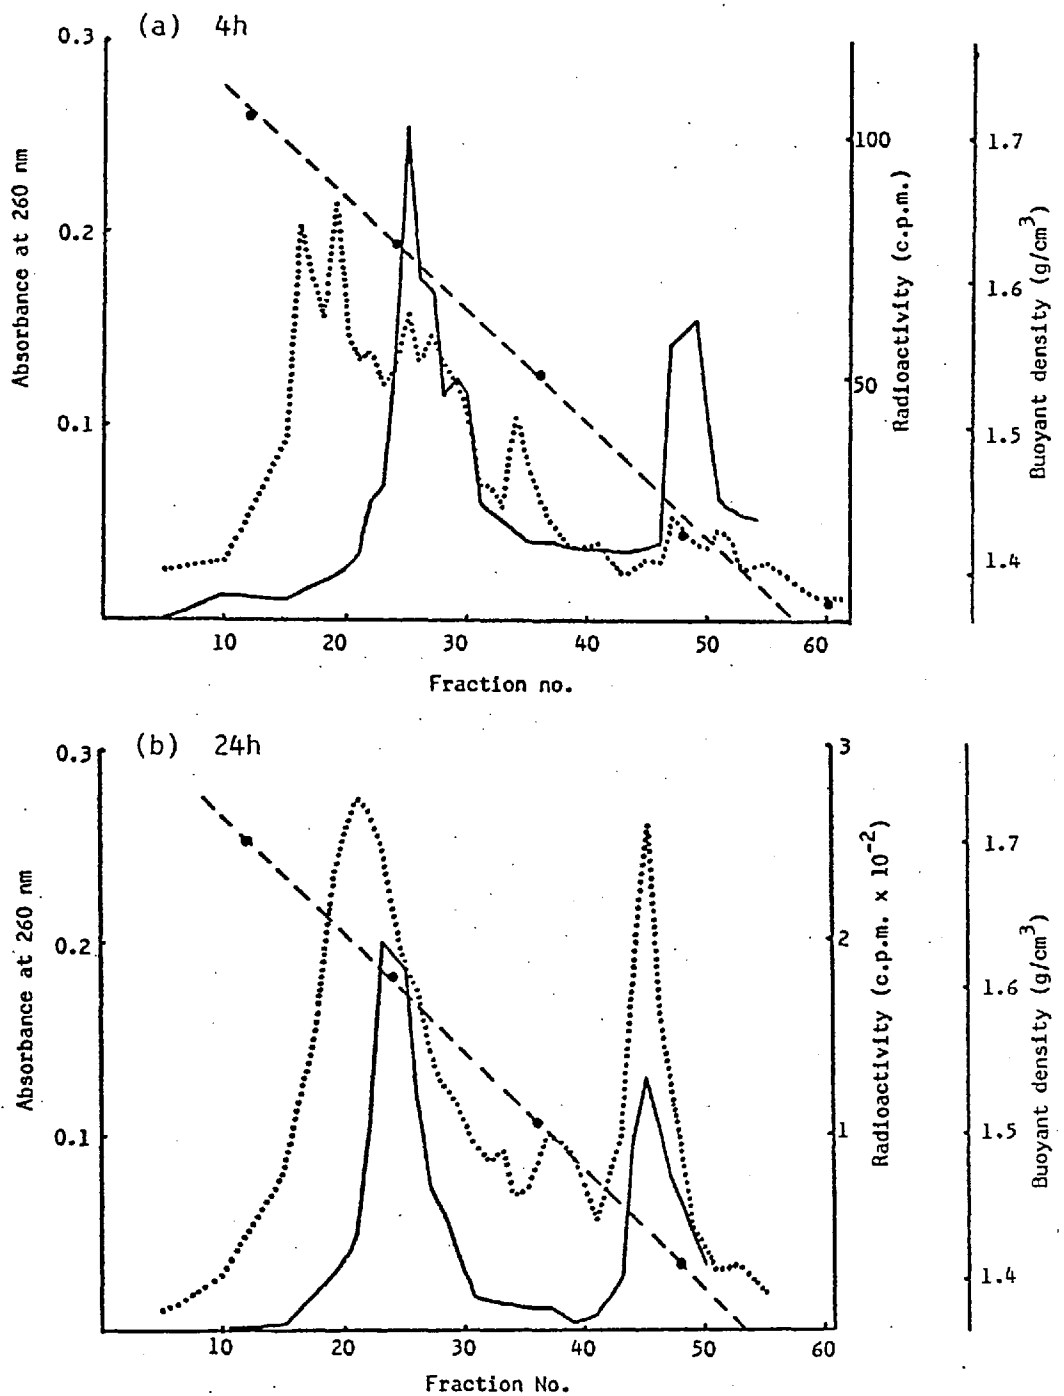 (a) 4h
0.3
0.2
0.1
Absorbance at 260 nm
100
50
Radioactivity (c.p.m.)
1.7
1.6
1.5
1.4
Buoyant density (g/cm3)
10 20 30 40 50 60
Fraction no.
(b) 24h
0.3
0.2
0.1
Absorbance at 260 nm
3
2
1
Radioactivity (c.p.m. x 10-2)
1.7
1.6
1.5
1.4
Buoyant density (g/cm3)
10 20 30 40 50 60
Fraction No.